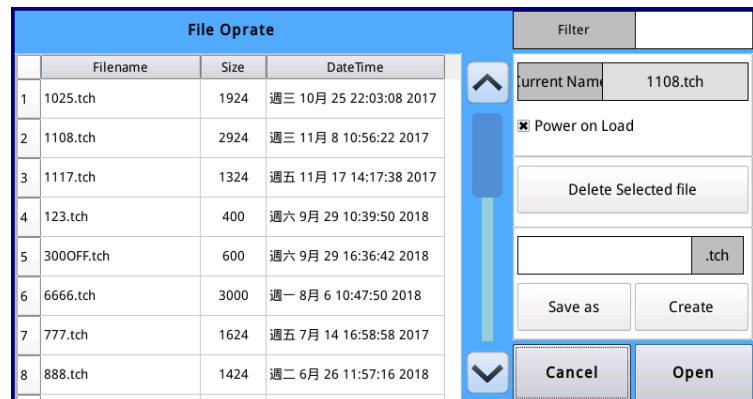 File Oprate
Filter
Filename Size DateTime
1 1025.tch 1924 週三 10月 25 22:03:08 2017
2 1108.tch 2924 週三 11月 8 10:56:22 2017
3 1117.tch 1324 週五 11月 17 14:17:38 2017
4 123.tch 400 週六 9月 29 10:39:50 2018
5 300OFF.tch 600 週六 9月 29 16:36:42 2018
6 6666.tch 3000 週一 8月 6 10:47:50 2018
7 777.tch 1624 週五 7月 14 16:58:58 2017
8 888.tch 1424 週二 6月 26 11:57:16 2018
Current Name 1108.tch
Power on Load
Delete Selected file
.tch
Save as Create
Cancel Open